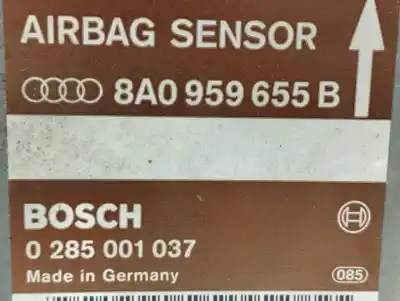 AIRBAG SENSOR
8A0 959 655 B
BOSCH
0 285 001 037
Made in Germany
085